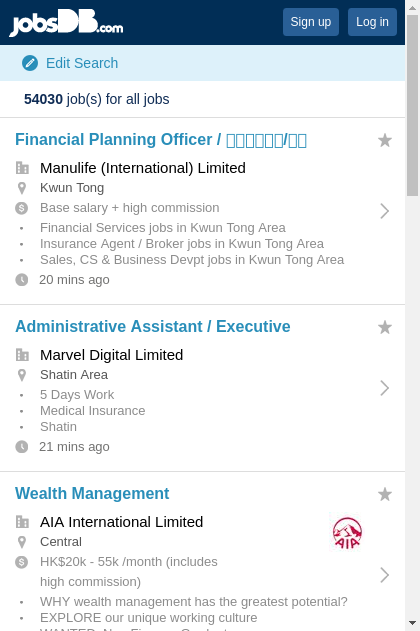 jobsDB.com
Sign up
Log in
Edit Search
54030 job(s) for all jobs
Financial Planning Officer /
Manulife (International) Limited
Kwun Tong
Base salary + high commission
Financial Services jobs in Kwun Tong Area
Insurance Agent / Broker jobs in Kwun Tong Area
Sales, CS & Business Devpt jobs in Kwun Tong Area
20 mins ago
Administrative Assistant / Executive
Marvel Digital Limited
Shatin Area
5 Days Work
Medical Insurance
Shatin
21 mins ago
Wealth Management
AIA International Limited
AIA
Central
HK$20k - 55k /month (includes
high commission)
WHY wealth management has the greatest potential?
EXPLORE our unique working culture